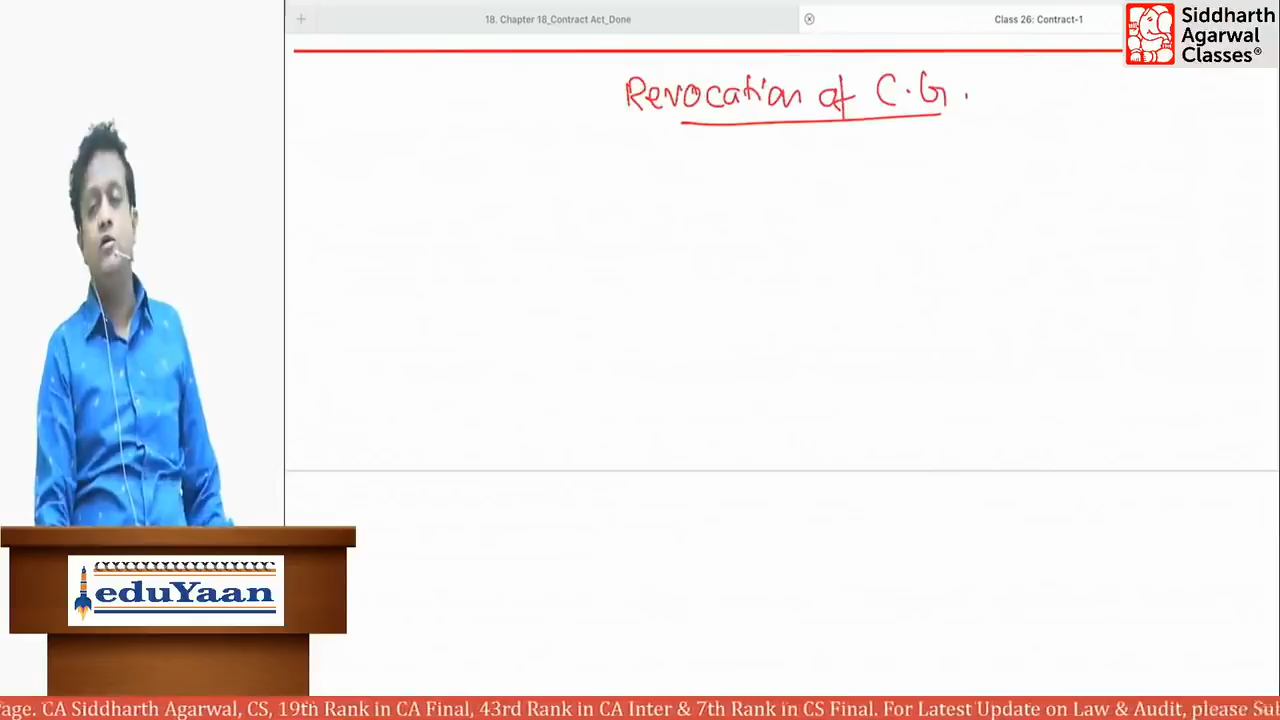 18. Chapter 18_Contract Act_Done
Class 26: Contract-1
Siddharth
Agarwal
Classes®
Revocation of C.G.
eduYaan
Page. CA Siddharth Agarwal, CS, 19th Rank in CA Final, 43rd Rank in CA Inter & 7th Rank in CS Final. For Latest Update on Law & Audit, please Sub